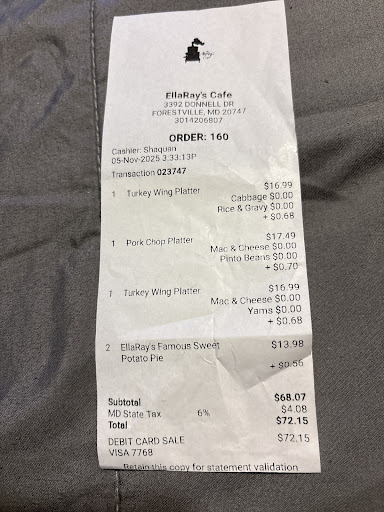 EllaRay's Cafe
3392 DONNELL DR
FORESTVILLE, MD 20747
3014206807
ORDER: 160
Cashier: Shaquan
05-Nov-2025 3:33:13P
Transaction 023747
1 Turkey Wing Platter $16.99
Cabbage $0.00
Rice & Gravy $0.00
+ $0.68
1 Pork Chop Platter $17.49
Mac & Cheese $0.00
Pinto Beans $0.00
+ $0.70
1 Turkey Wing Platter $16.99
Mac & Cheese $0.00
Yams $0.00
+ $0.68
2 EllaRay's Famous Sweet $13.98
Potato Pie
+ $0.56
Subtotal $68.07
MD State Tax 6% $4.08
Total $72.15
DEBIT CARD SALE $72.15
VISA 7768
Retain this copy for statement validation